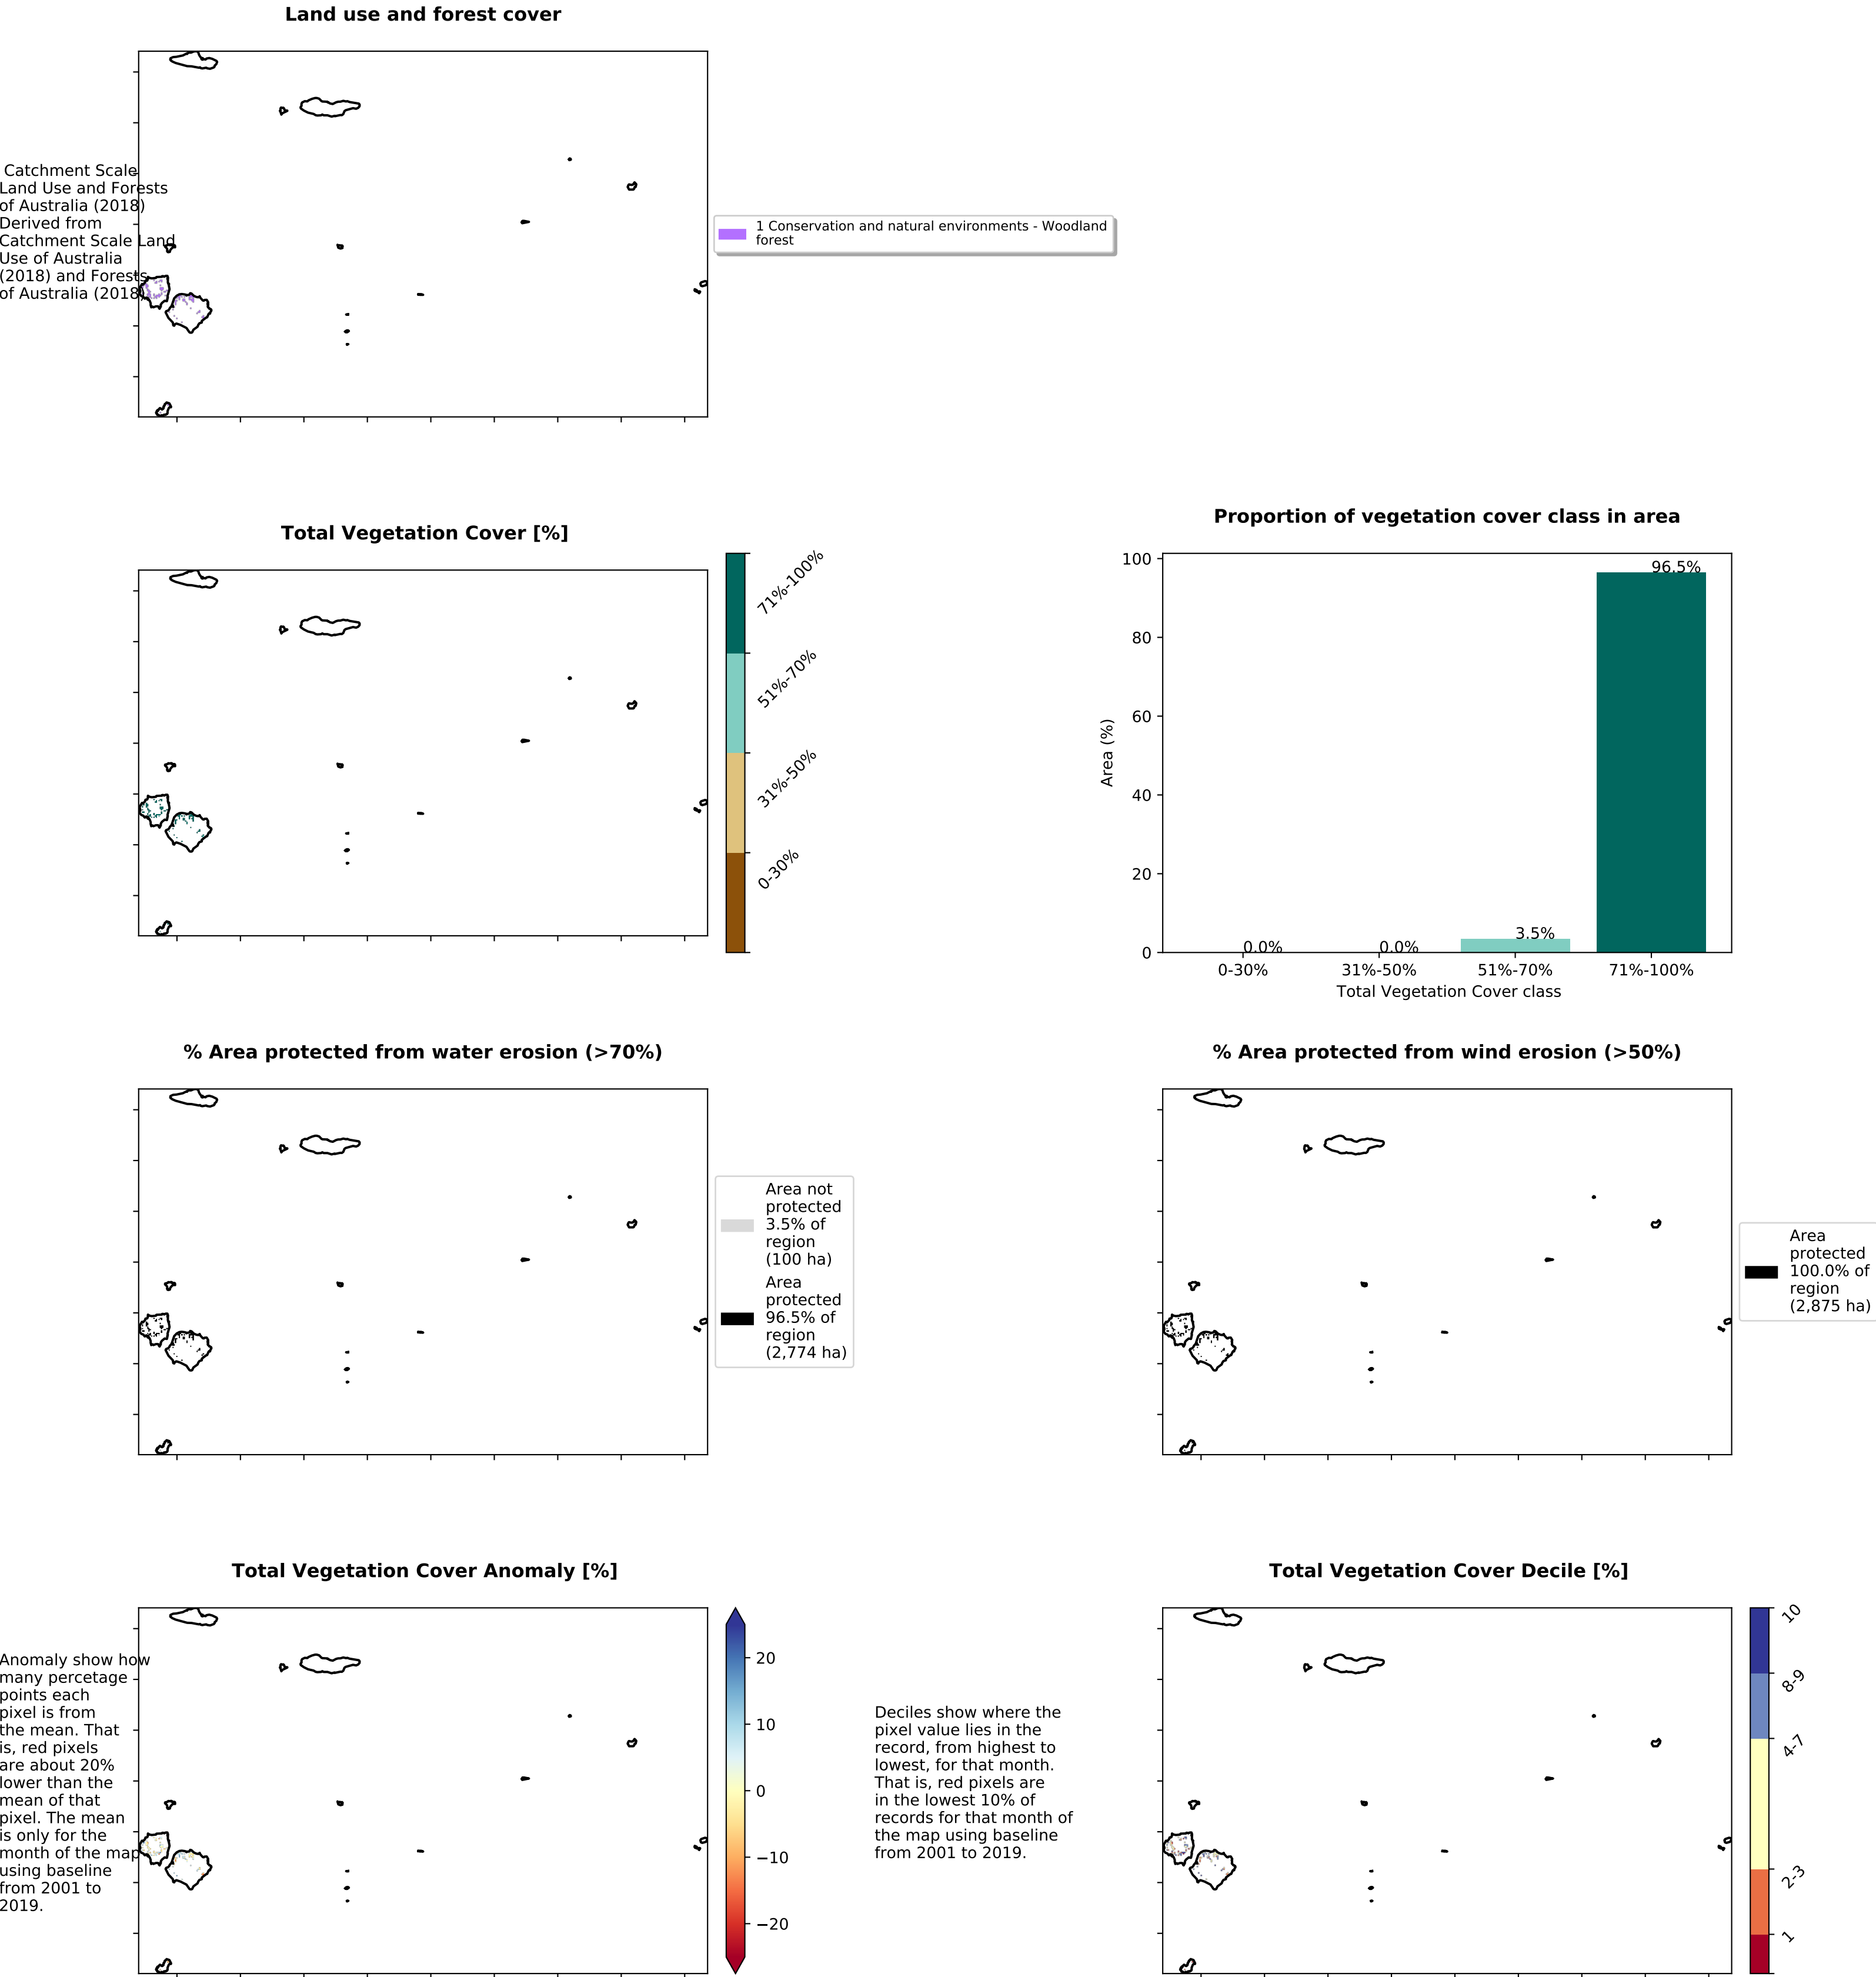 Land use and forest cover
Catchment Scale
Land Use and Forests
of Australia (2018)
Derived from
Catchment Scale Land
Use of Australia
(2018) and Forests
of Australia (2018)
1 Conservation and natural environments - Woodland
forest
Total Vegetation Cover [%]
71%-100%
51%-70%
31%-50%
0-30%
Proportion of vegetation cover class in area
100
80
60
40
20
0
Area (%)
0.0%
0.0%
3.5%
96.5%
0-30%
31%-50%
51%-70%
71%-100%
Total Vegetation Cover class
% Area protected from water erosion (>70%)
Area not
protected
3.5% of
region
(100 ha)
Area
protected
96.5% of
region
(2,774 ha)
% Area protected from wind erosion (>50%)
Area
protected
100.0% of
region
(2,875 ha)
Total Vegetation Cover Anomaly [%]
Anomaly show how
many percetage
points each
pixel is from
the mean. That
is, red pixels
are about 20%
lower than the
mean of that
pixel. The mean
is only for the
month of the map
using baseline
from 2001 to
2019.
20
10
0
−10
−20
Total Vegetation Cover Decile [%]
Deciles show where the
pixel value lies in the
record, from highest to
lowest, for that month.
That is, red pixels are
in the lowest 10% of
records for that month of
the map using baseline
from 2001 to 2019.
10
8-9
4-7
2-3
1